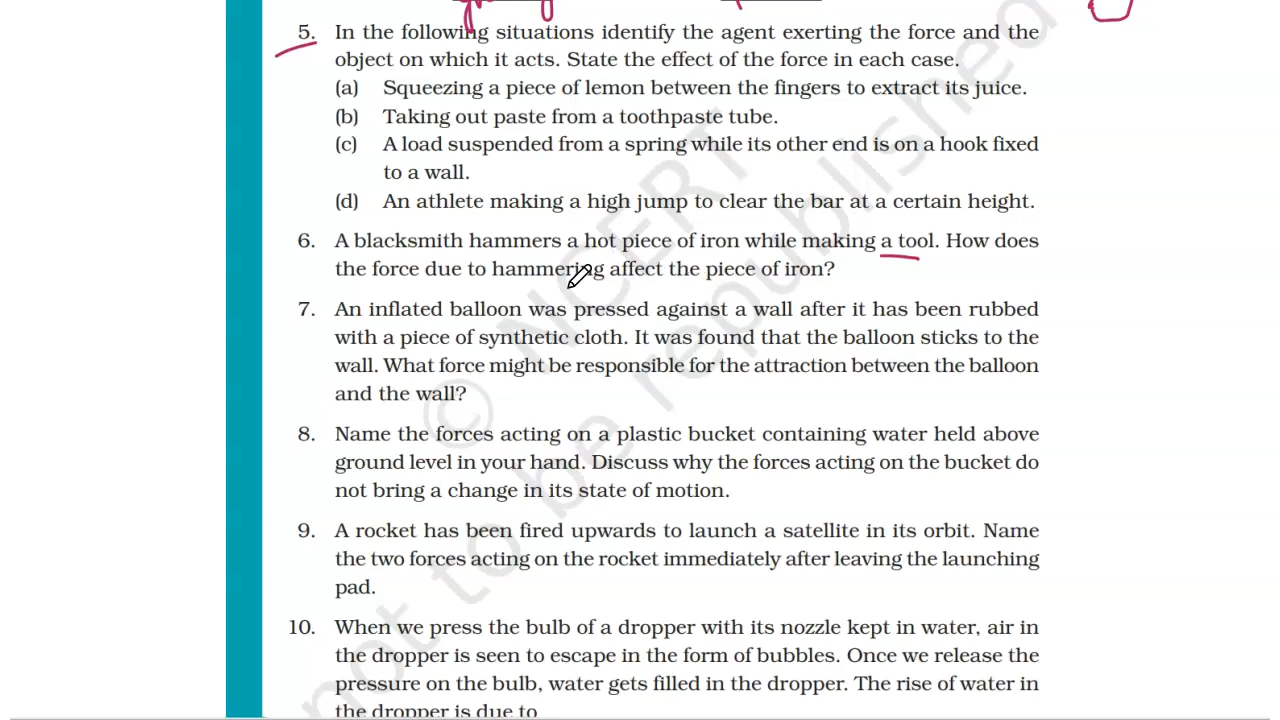 5. In the following situations identify the agent exerting the force and the
object on which it acts. State the effect of the force in each case.
(a) Squeezing a piece of lemon between the fingers to extract its juice.
(b) Taking out paste from a toothpaste tube.
(c) A load suspended from a spring while its other end is on a hook fixed
to a wall.
(d) An athlete making a high jump to clear the bar at a certain height.
6. A blacksmith hammers a hot piece of iron while making a tool. How does
the force due to hammering affect the piece of iron?
7. An inflated balloon was pressed against a wall after it has been rubbed
with a piece of synthetic cloth. It was found that the balloon sticks to the
wall. What force might be responsible for the attraction between the balloon
and the wall?
8. Name the forces acting on a plastic bucket containing water held above
ground level in your hand. Discuss why the forces acting on the bucket do
not bring a change in its state of motion.
9. A rocket has been fired upwards to launch a satellite in its orbit. Name
the two forces acting on the rocket immediately after leaving the launching
pad.
10. When we press the bulb of a dropper with its nozzle kept in water, air in
the dropper is seen to escape in the form of bubbles. Once we release the
pressure on the bulb, water gets filled in the dropper. The rise of water in
the dropper is due to
© NCERT
not to be republished